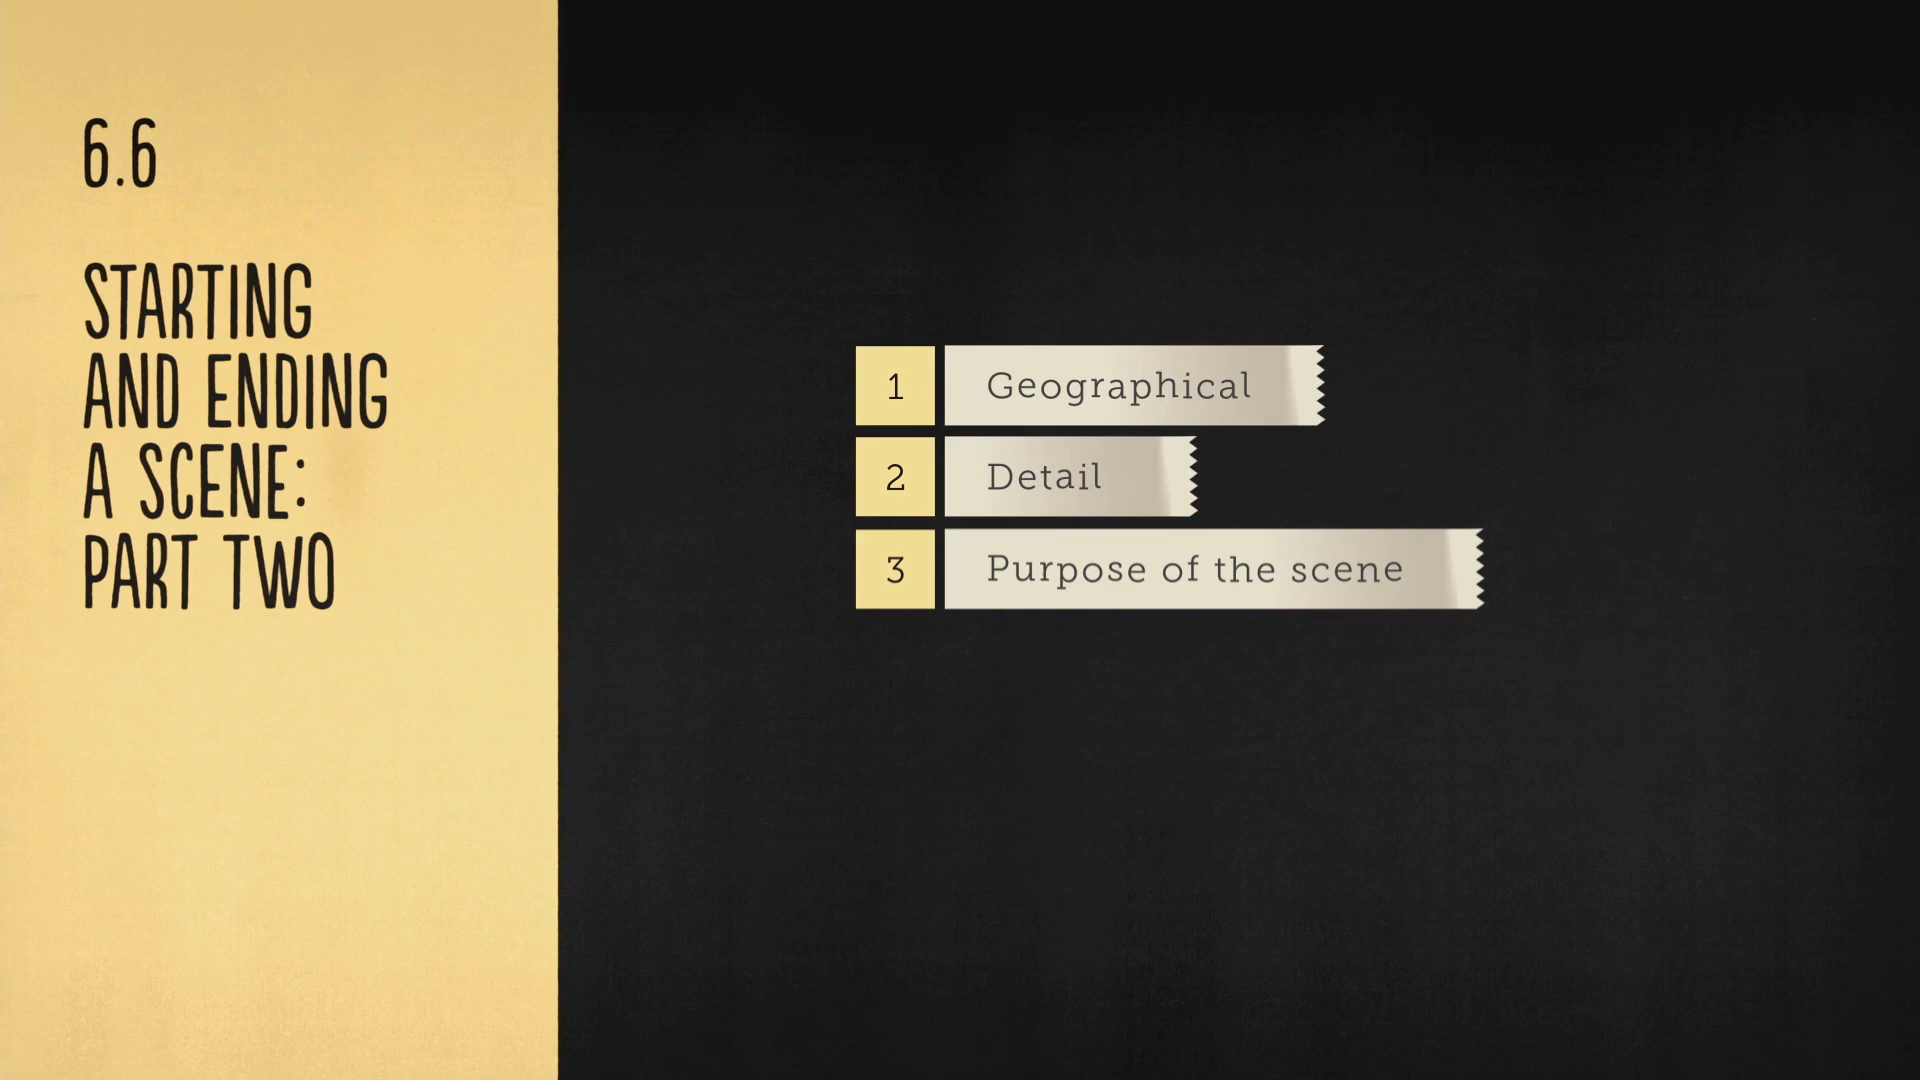 6.6
STARTING
AND ENDING
A SCENE:
PART TWO
1 Geographical
2 Detail
3 Purpose of the scene